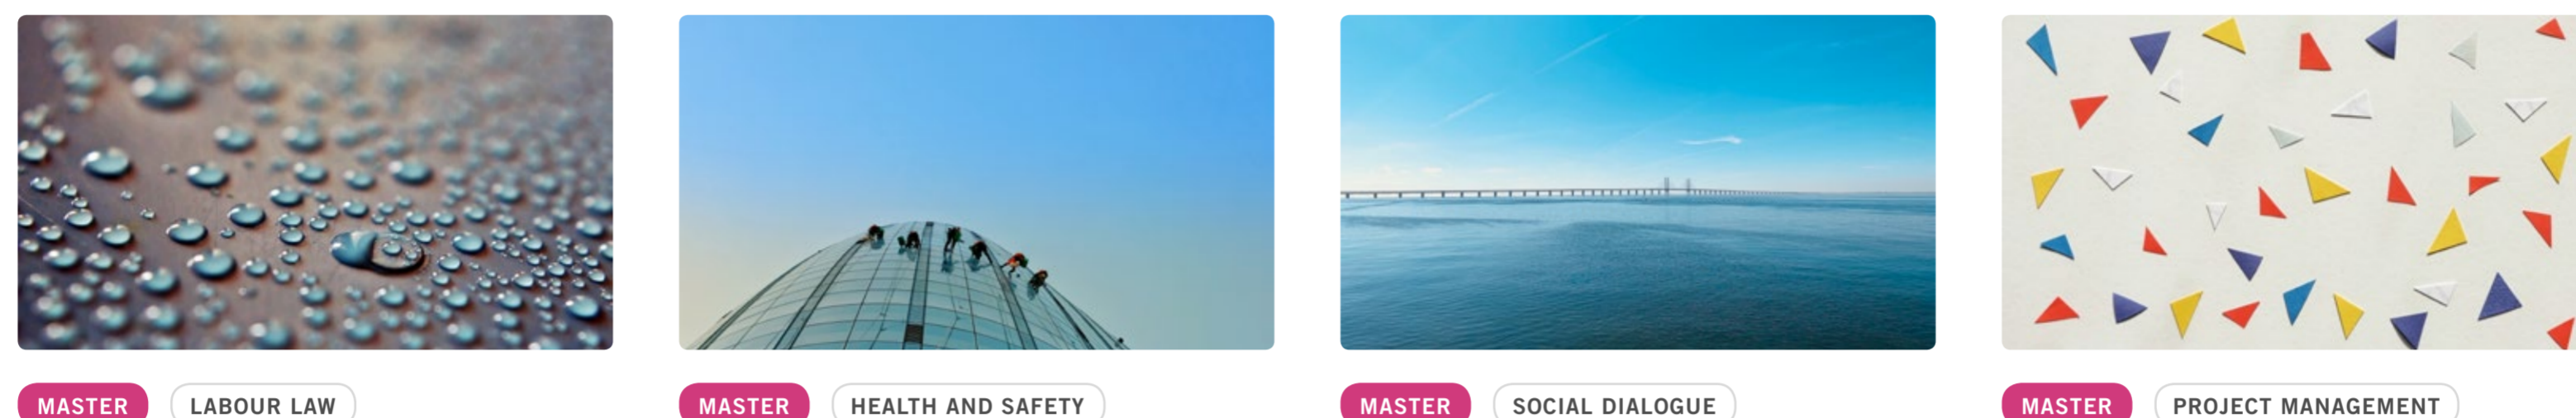 MASTER LABOUR LAW
MASTER HEALTH AND SAFETY
MASTER SOCIAL DIALOGUE
MASTER PROJECT MANAGEMENT